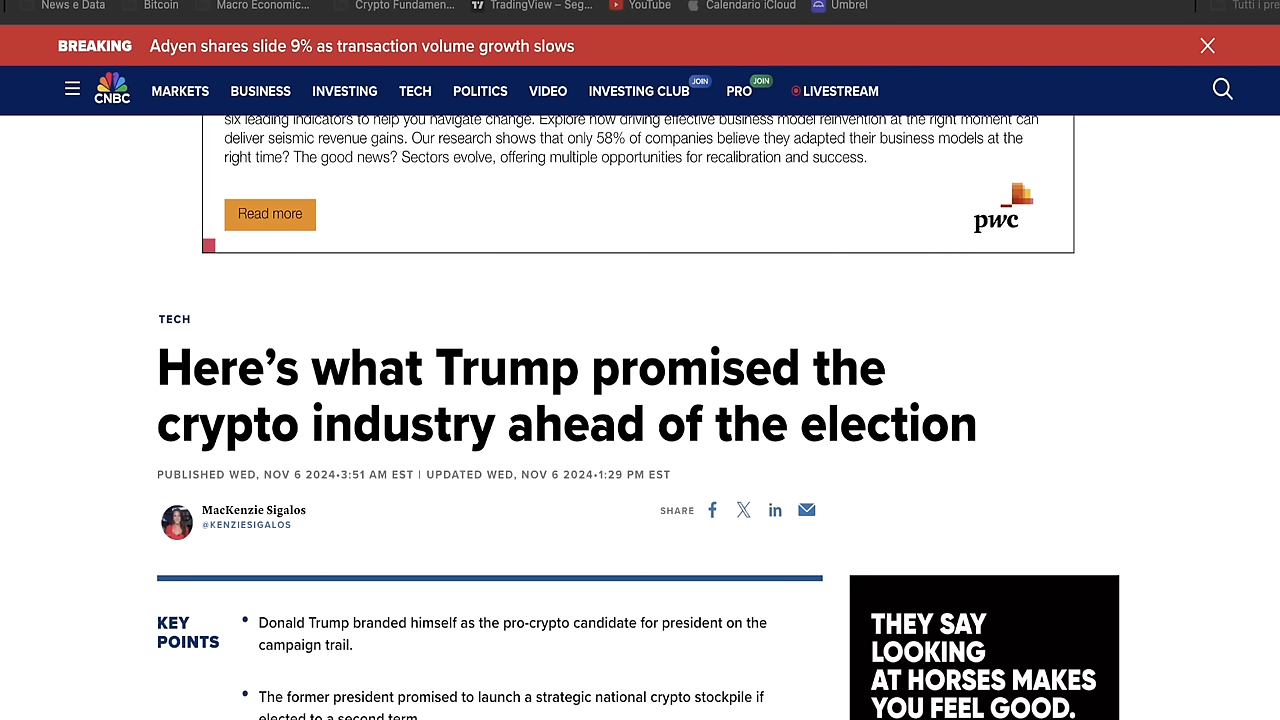 News e Data Bitcoin Macro Economic... Crypto Fundamen... TradingView – Seg... YouTube Calendario iCloud Umbrel Tutti i pre
BREAKING Adyen shares slide 9% as transaction volume growth slows
CNBC MARKETS BUSINESS INVESTING TECH POLITICS VIDEO INVESTING CLUB JOIN PRO JOIN LIVESTREAM
six leading indicators to help you navigate change. Explore how driving effective business model reinvention at the right moment can
deliver seismic revenue gains. Our research shows that only 58% of companies believe they adapted their business models at the
right time? The good news? Sectors evolve, offering multiple opportunities for recalibration and success.
Read more
pwc
TECH
Here’s what Trump promised the
crypto industry ahead of the election
PUBLISHED WED, NOV 6 2024•3:51 AM EST | UPDATED WED, NOV 6 2024•1:29 PM EST
MacKenzie Sigalos
@KENZIESIGALOS
SHARE
KEY
POINTS
• Donald Trump branded himself as the pro-crypto candidate for president on the
campaign trail.
• The former president promised to launch a strategic national crypto stockpile if
elected to a second term.
THEY SAY
LOOKING
AT HORSES MAKES
YOU FEEL GOOD.